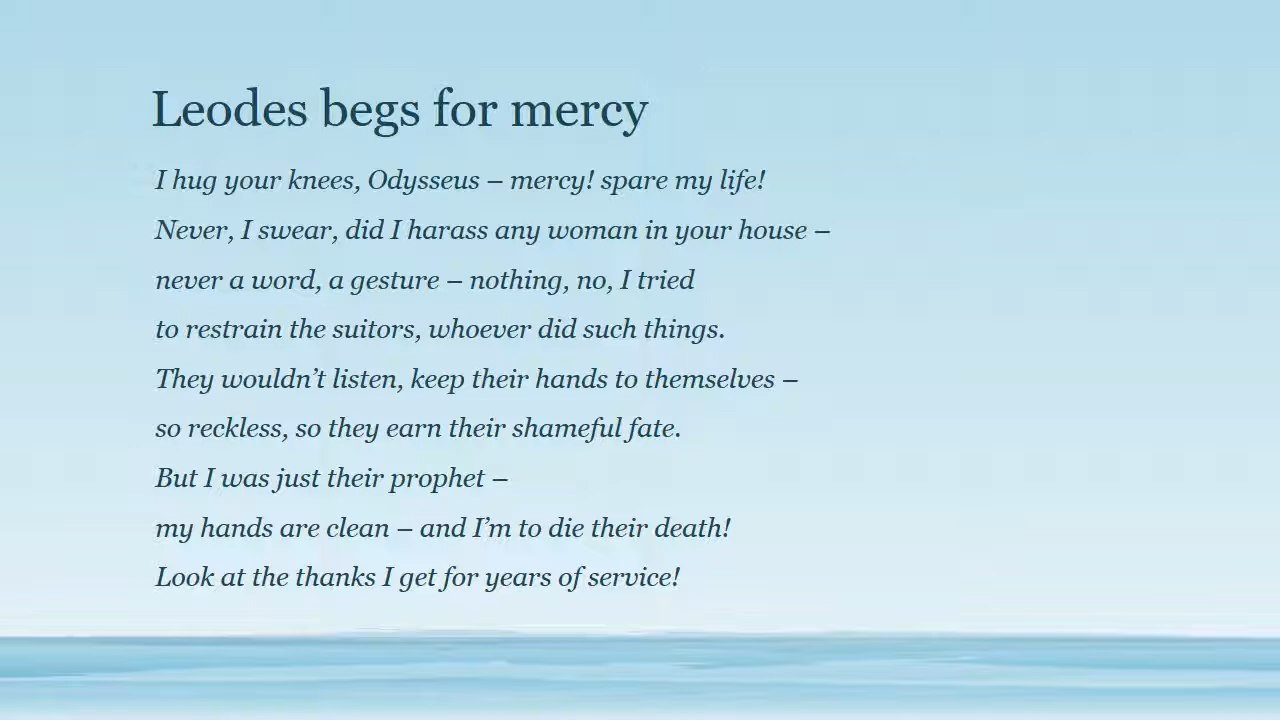 Leodes begs for mercy
I hug your knees, Odysseus – mercy! spare my life!
Never, I swear, did I harass any woman in your house –
never a word, a gesture – nothing, no, I tried
to restrain the suitors, whoever did such things.
They wouldn’t listen, keep their hands to themselves –
so reckless, so they earn their shameful fate.
But I was just their prophet –
my hands are clean – and I’m to die their death!
Look at the thanks I get for years of service!